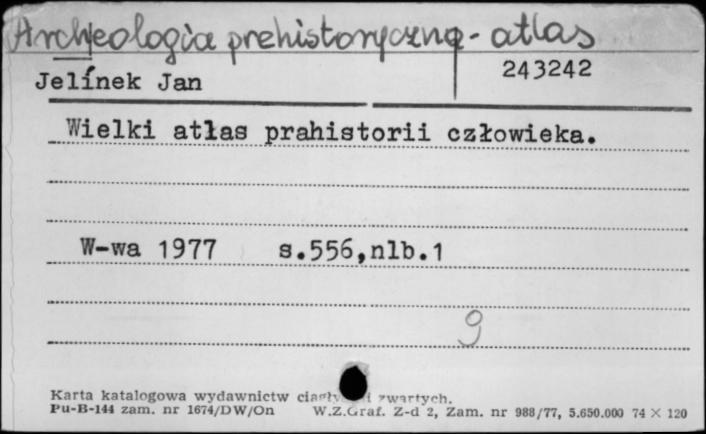 Archeologia prehistoryczna - atlas
243242
Jelínek Jan
Wielki atlas prahistorii człowieka.
W-wa 1977 s.556,nlb.1
9
Karta katalogowa wydawnictw i zwartych.
Pu-B-144 zam. nr 1674/DW/On W.Z.Graf. Z-d 2, Zam. nr 988/77, 5.650.000 74 × 120